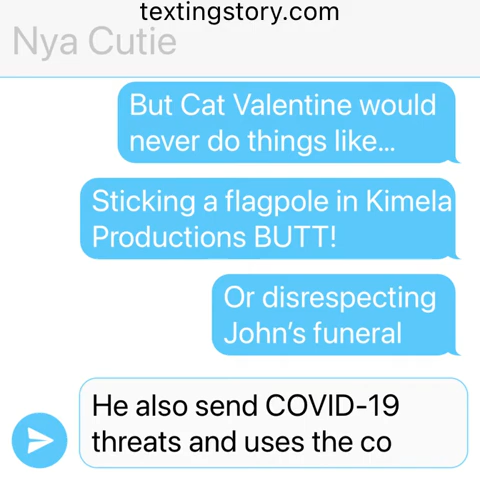 textingstory.com
Nya Cutie
But Cat Valentine would
never do things like...
Sticking a flagpole in Kimela
Productions BUTT!
Or disrespecting
John’s funeral
He also send COVID-19
threats and uses the co